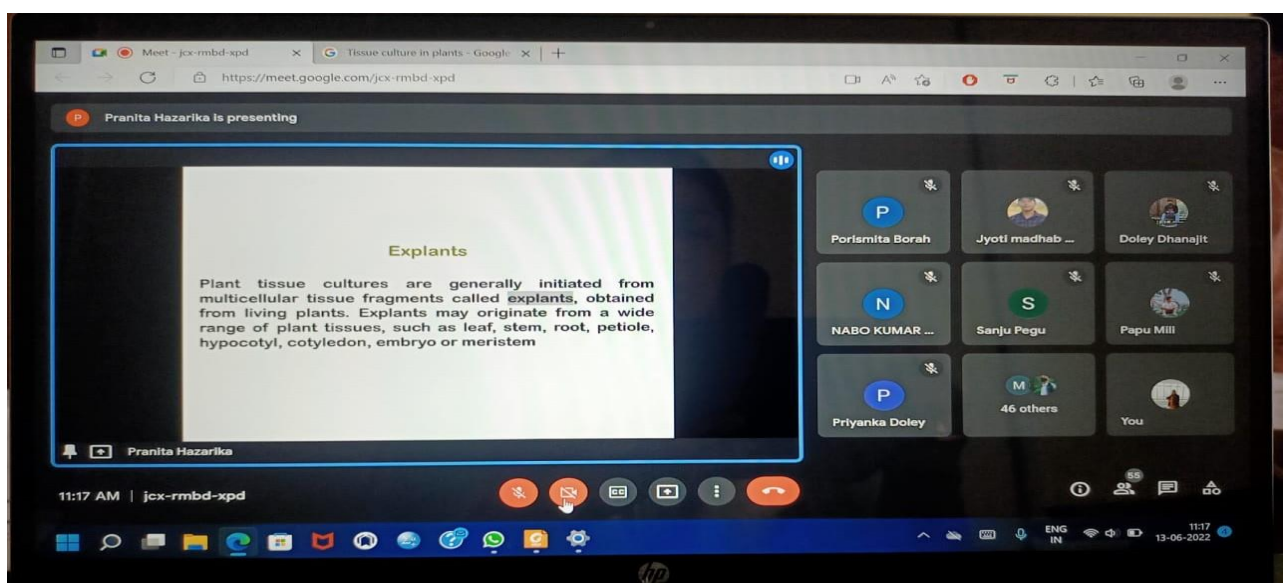 Meet - jcx-rmbd-xpd
Tissue culture in plants - Google
https://meet.google.com/jcx-rmbd-xpd
P Pranita Hazarika is presenting
Explants
Plant tissue cultures are generally initiated from
multicellular tissue fragments called explants, obtained
from living plants. Explants may originate from a wide
range of plant tissues, such as leaf, stem, root, petiole,
hypocotyl, cotyledon, embryo or meristem
Pranita Hazarika
P
Porismita Borah
Jyoti madhab ...
Doley Dhanajit
N
NABO KUMAR ...
S
Sanju Pegu
Papu Mili
P
Priyanka Doley
M
46 others
You
11:17 AM | jcx-rmbd-xpd
CC
55
ENG
IN
11:17
13-06-2022
hp